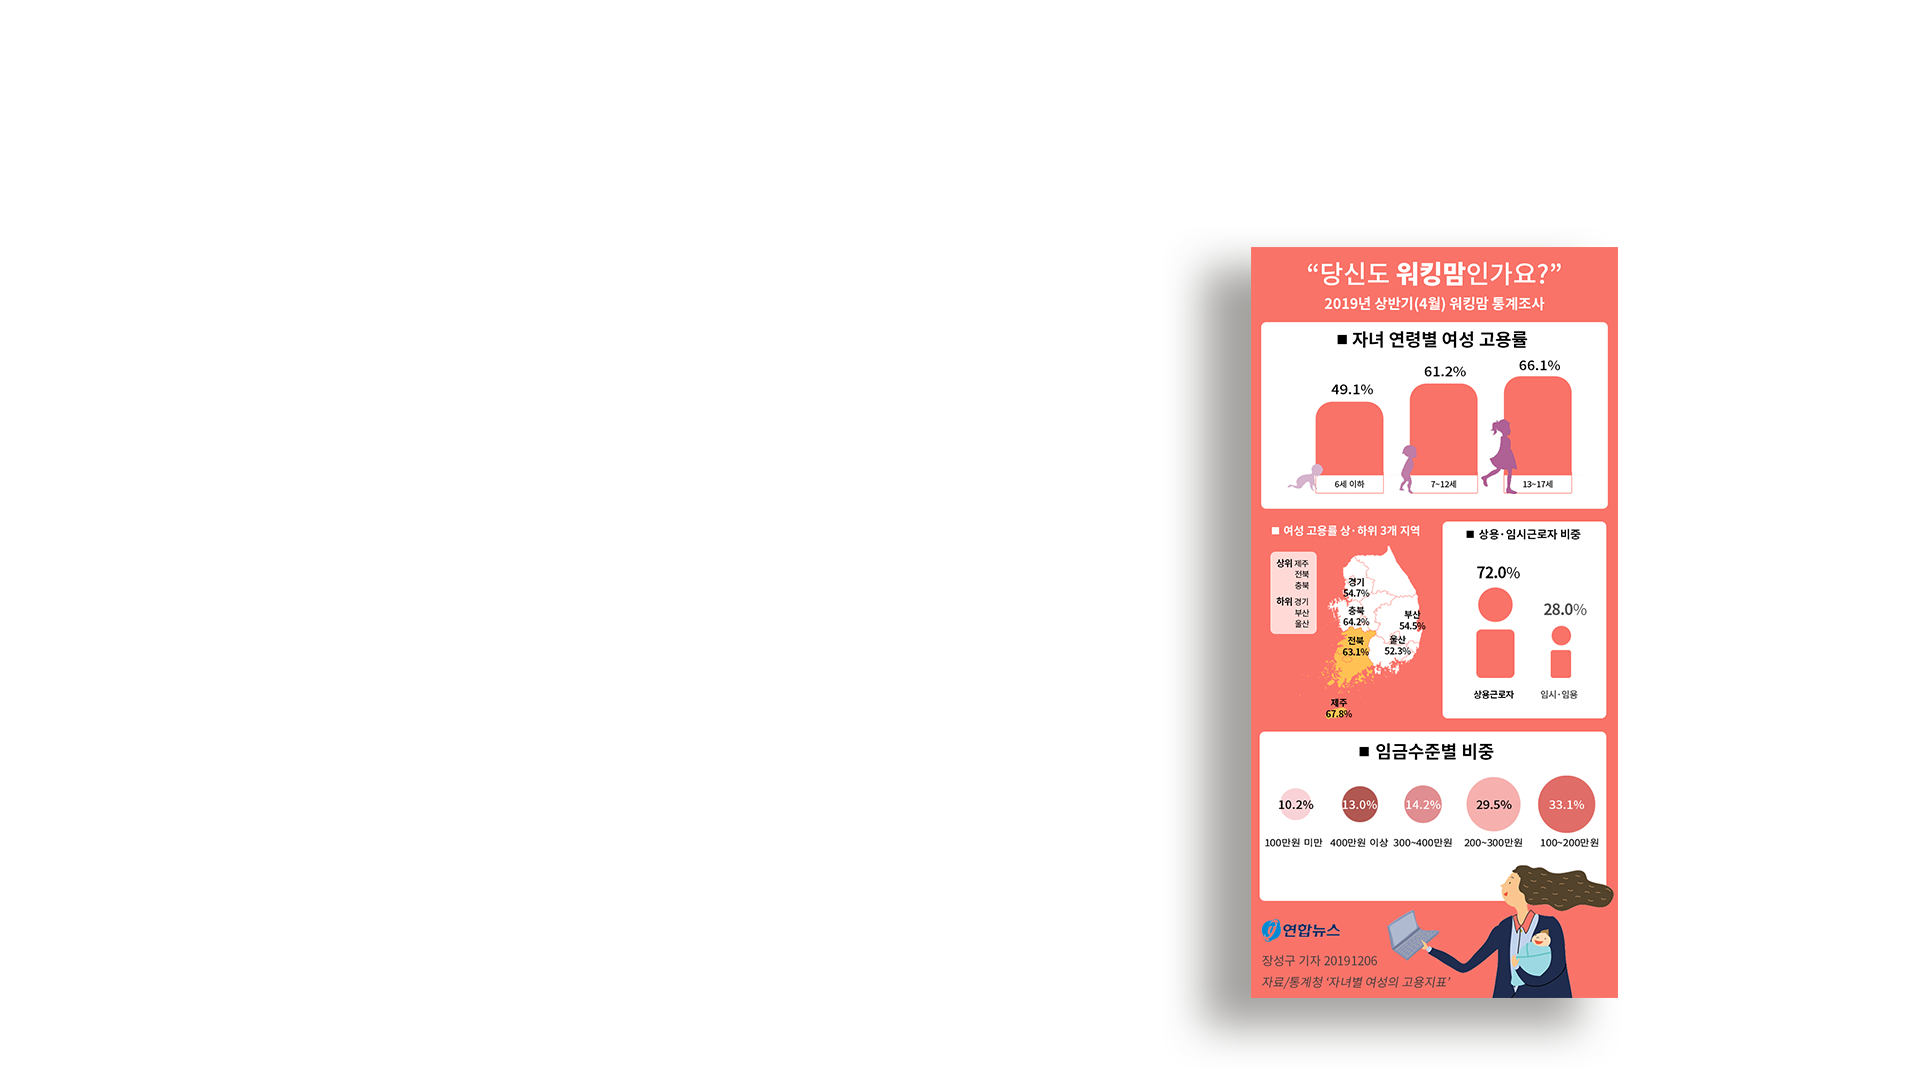 “당신도 워킹맘인가요?”
2019년 상반기(4월) 워킹맘 통계조사
■ 자녀 연령별 여성 고용률
49.1%
61.2%
66.1%
6세 이하
7~12세
13~17세
■ 여성 고용률 상·하위 3개 지역
상위 제주
전북
충북
하위 경기
부산
울산
경기
54.7%
충북
64.2%
부산
54.5%
전북
63.1%
울산
52.3%
제주
67.8%
■ 상용·임시근로자 비중
72.0%
28.0%
상용근로자
임시·임용
■ 임금수준별 비중
10.2%
13.0%
14.2%
29.5%
33.1%
100만원 미만
400만원 이상
300~400만원
200~300만원
100~200만원
연합뉴스
장성구 기자 20191206
자료/통계청 ‘자녀별 여성의 고용지표’